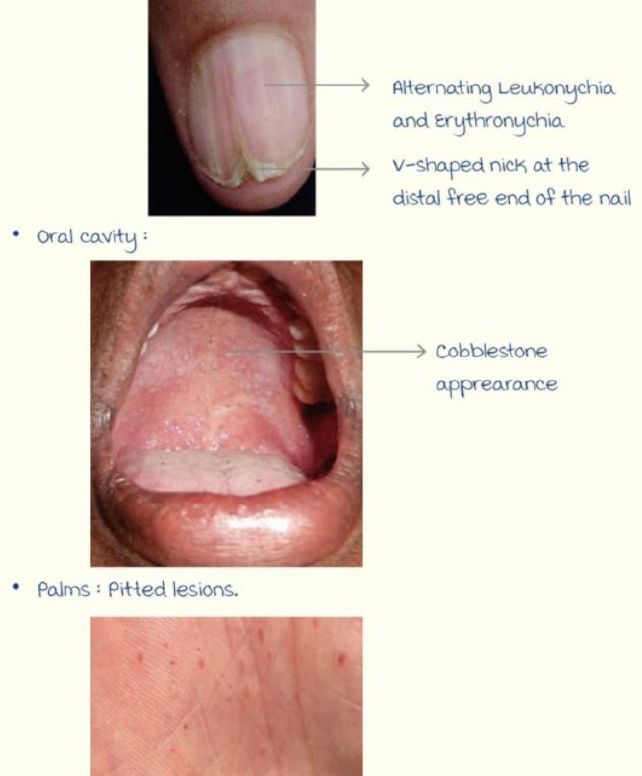 Alternating Leukonychia
and Erythronychia
V-shaped nick at the
distal free end of the nail
• Oral cavity :
Cobblestone
apprearance
• Palms : Pitted lesions.